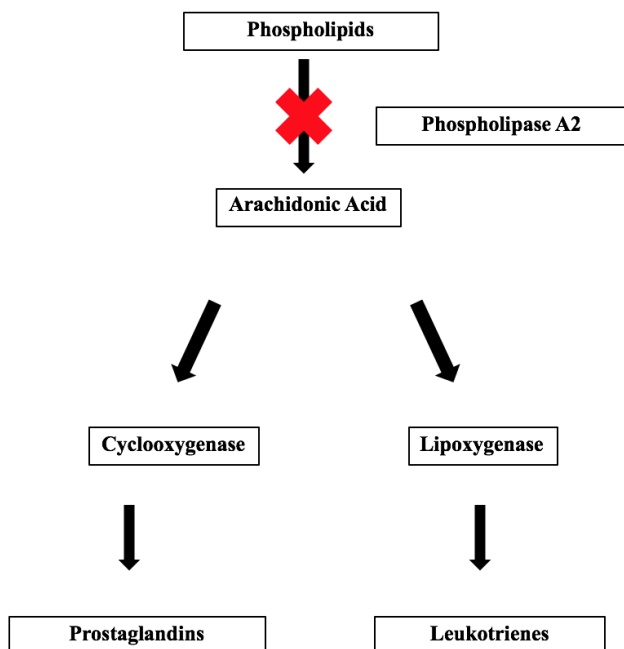 Phospholipids
Phospholipase A2
Arachidonic Acid
Cyclooxygenase
Lipoxygenase
Prostaglandins
Leukotrienes